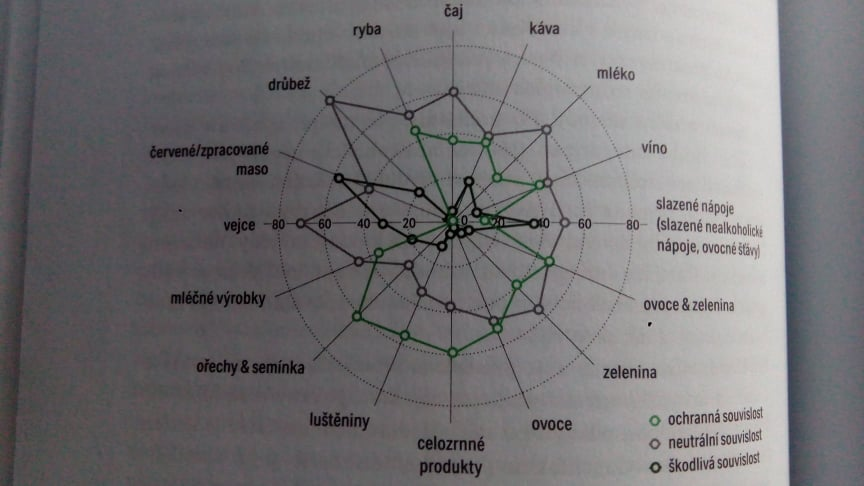 čaj
ryba
káva
drůbež
mléko
červené/zpracované
maso
víno
slazené nápoje
(slazené nealkoholické
nápoje, ovocné šťávy)
vejce 80 60 40 20 0 20 40 60 80
mléčné výrobky
ovoce & zelenina
ořechy & semínka
zelenina
luštěniny
ovoce
celozrnné
produkty
ochranná souvislost
neutrální souvislost
škodlivá souvislost